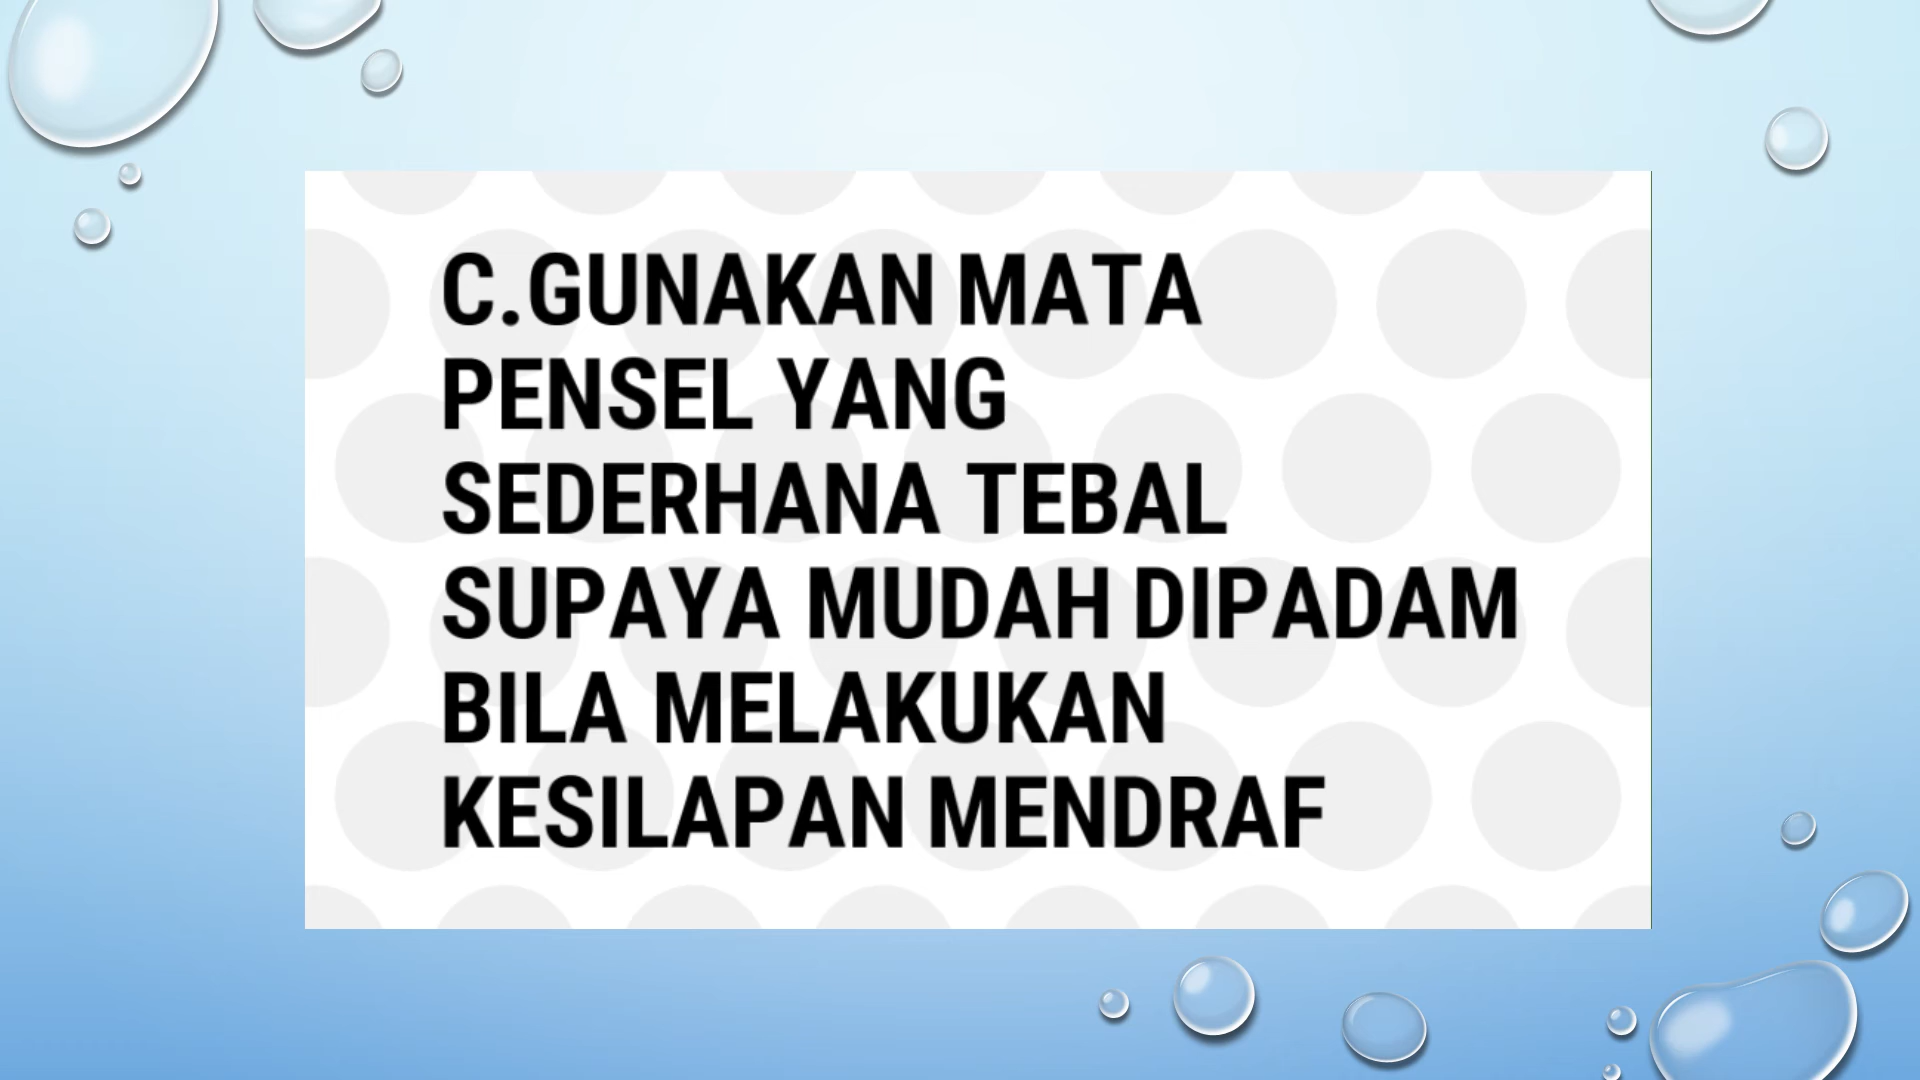 C.GUNAKAN MATA
PENSEL YANG
SEDERHANA TEBAL
SUPAYA MUDAH DIPADAM
BILA MELAKUKAN
KESILAPAN MENDRAF